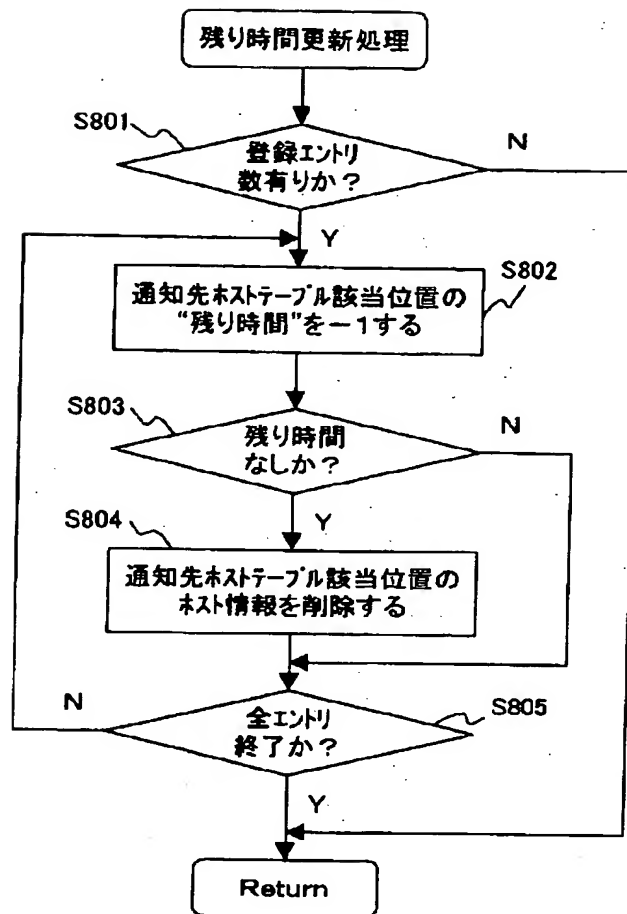 残り時間更新処理
S801
登録エントリ
数有りか?
N
Y
S802
通知先ホストテーブル該当位置の
“残り時間”を－1する
S803
残り時間
なしか?
N
Y
S804
通知先ホストテーブル該当位置の
ホスト情報を削除する
N
全エントリ
終了か?
S805
Y
Return